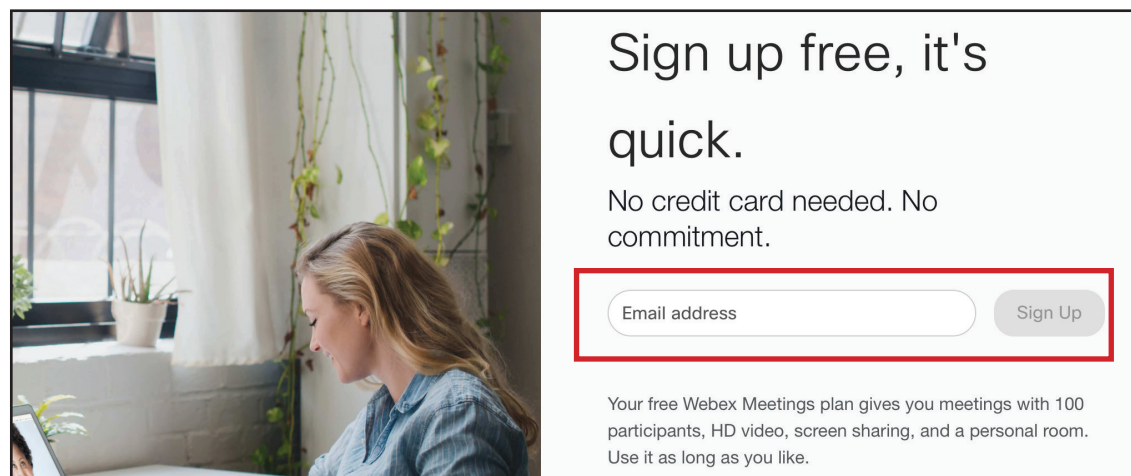 Sign up free, it's
quick.
No credit card needed. No
commitment.
Email address
Sign Up
Your free Webex Meetings plan gives you meetings with 100
participants, HD video, screen sharing, and a personal room.
Use it as long as you like.